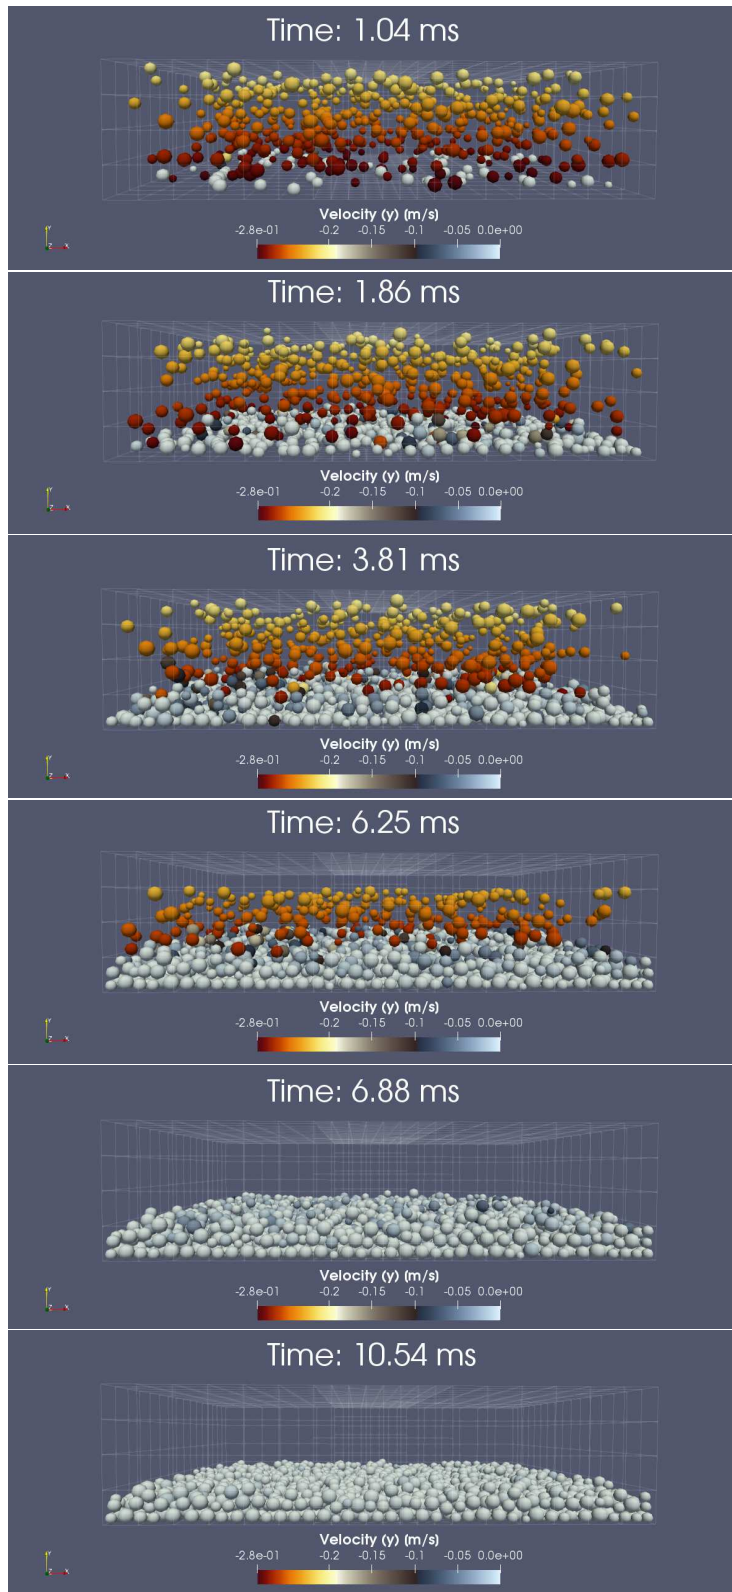 Time: 1.04 ms
Velocity (y) (m/s)
-2.8e-01 -0.2 -0.15 -0.1 -0.05 0.0e+00
Y
Z X
Time: 1.86 ms
Velocity (y) (m/s)
-2.8e-01 -0.2 -0.15 -0.1 -0.05 0.0e+00
Y
Z X
Time: 3.81 ms
Velocity (y) (m/s)
-2.8e-01 -0.2 -0.15 -0.1 -0.05 0.0e+00
Y
Z X
Time: 6.25 ms
Velocity (y) (m/s)
-2.8e-01 -0.2 -0.15 -0.1 -0.05 0.0e+00
Y
Z X
Time: 6.88 ms
Velocity (y) (m/s)
-2.8e-01 -0.2 -0.15 -0.1 -0.05 0.0e+00
Y
Z X
Time: 10.54 ms
Velocity (y) (m/s)
-2.8e-01 -0.2 -0.15 -0.1 -0.05 0.0e+00
Y
Z X